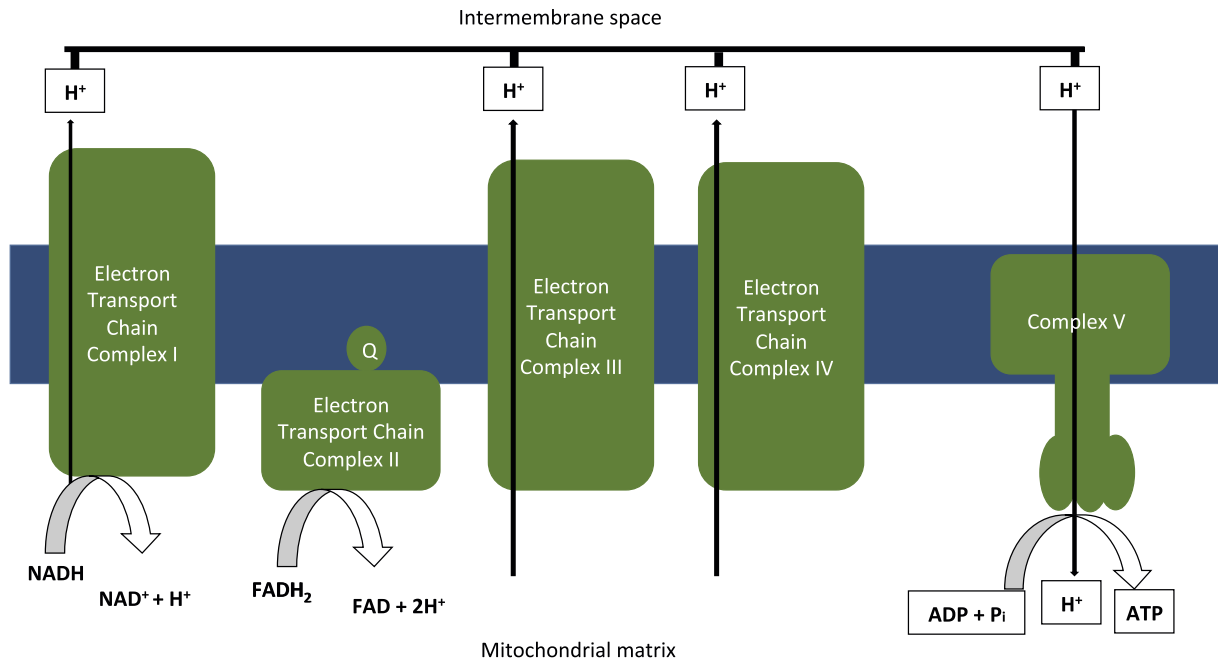 Intermembrane space
H⁺
H⁺
H⁺
H⁺
Electron
Transport
Chain
Complex I
Q
Electron
Transport Chain
Complex II
Electron
Transport
Chain
Complex III
Electron
Transport
Chain
Complex IV
Complex V
NADH
NAD⁺ + H⁺
FADH₂
FAD + 2H⁺
ADP + Pᵢ
H⁺
ATP
Mitochondrial matrix